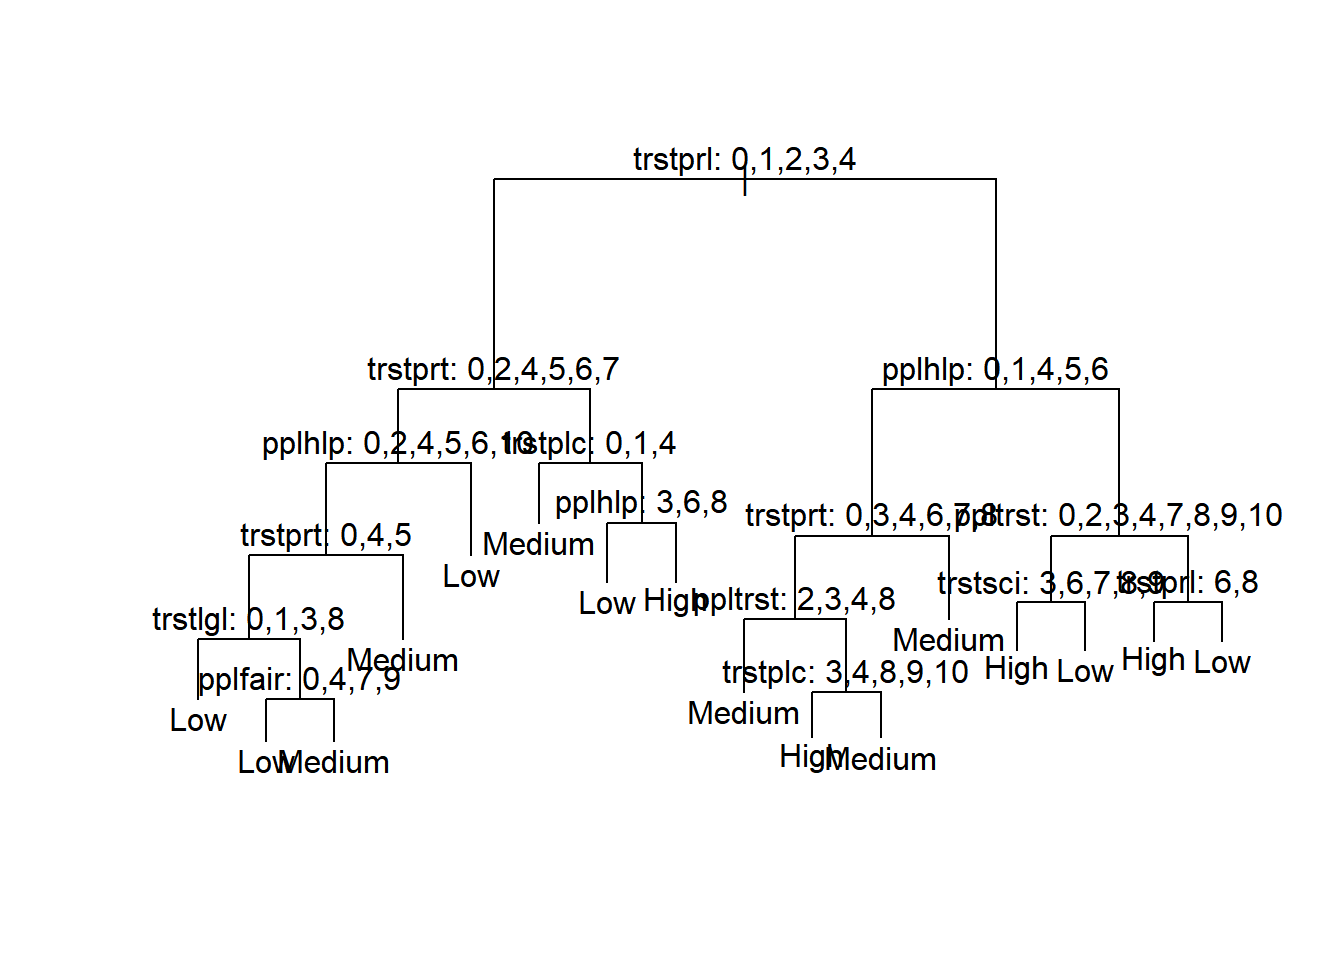 trstprl: 0,1,2,3,4
trstprt: 0,2,4,5,6,7
pplhlp: 0,1,4,5,6
pplhlp: 0,2,4,5,6,10
trstplc: 0,1,4
pplhlp: 3,6,8
trstprt: 0,3,4,6,7,8
ppltrst: 0,2,3,4,7,8,9,10
trstprt: 0,4,5
Medium
Low
trstsci: 3,6,7,8,9
trstprl: 6,8
Low
High
ppltrst: 2,3,4,8
trstlgl: 0,1,3,8
Medium
Medium
High
Low
High
Low
pplfair: 0,4,7,9
trstplc: 3,4,8,9,10
Low
Medium
Low
Medium
High
Medium